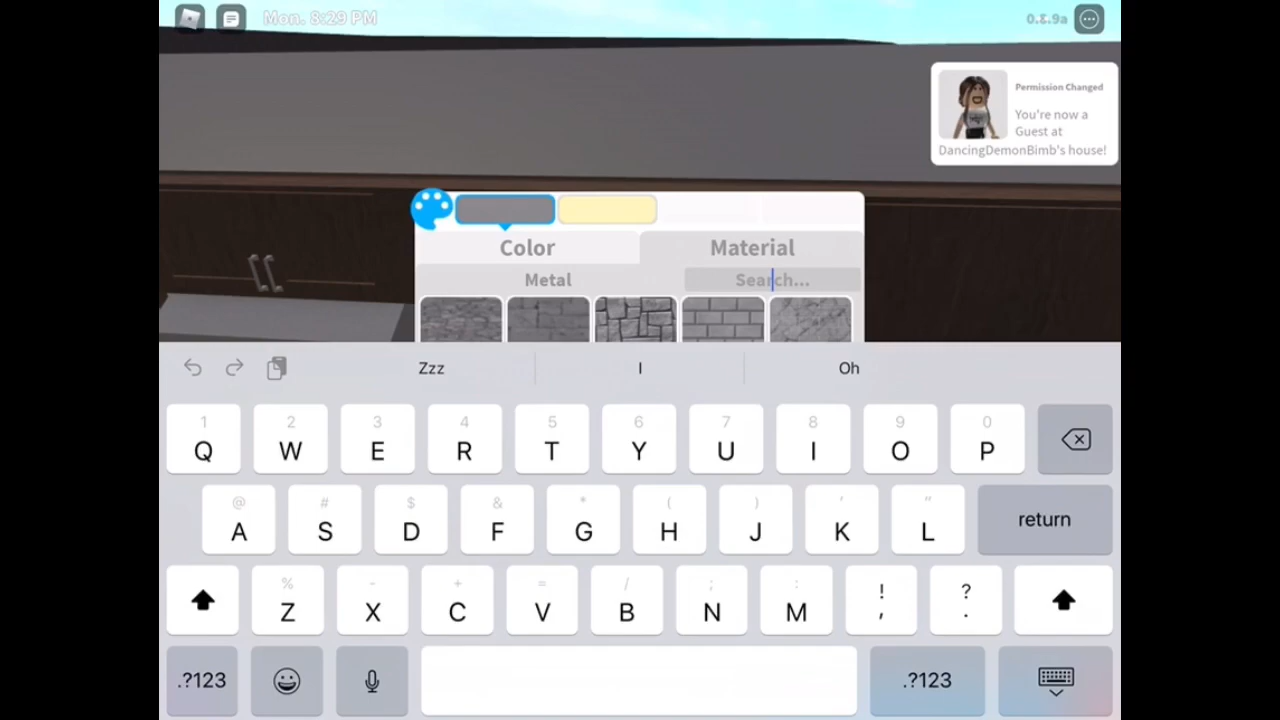 Mon. 8:29 PM
Permission Changed
You're now a
Guest at
DancingDemonBimb's house!
Color
Material
Metal
Search...
Zzz
I
Oh
1 2 3 4 5 6 7 8 9 0
Q W E R T Y U I O P
@ # $ & * ( ) ' "
A S D F G H J K L return
% - + = / ; : ! ?
Z X C V B N M , .
.?123
.?123